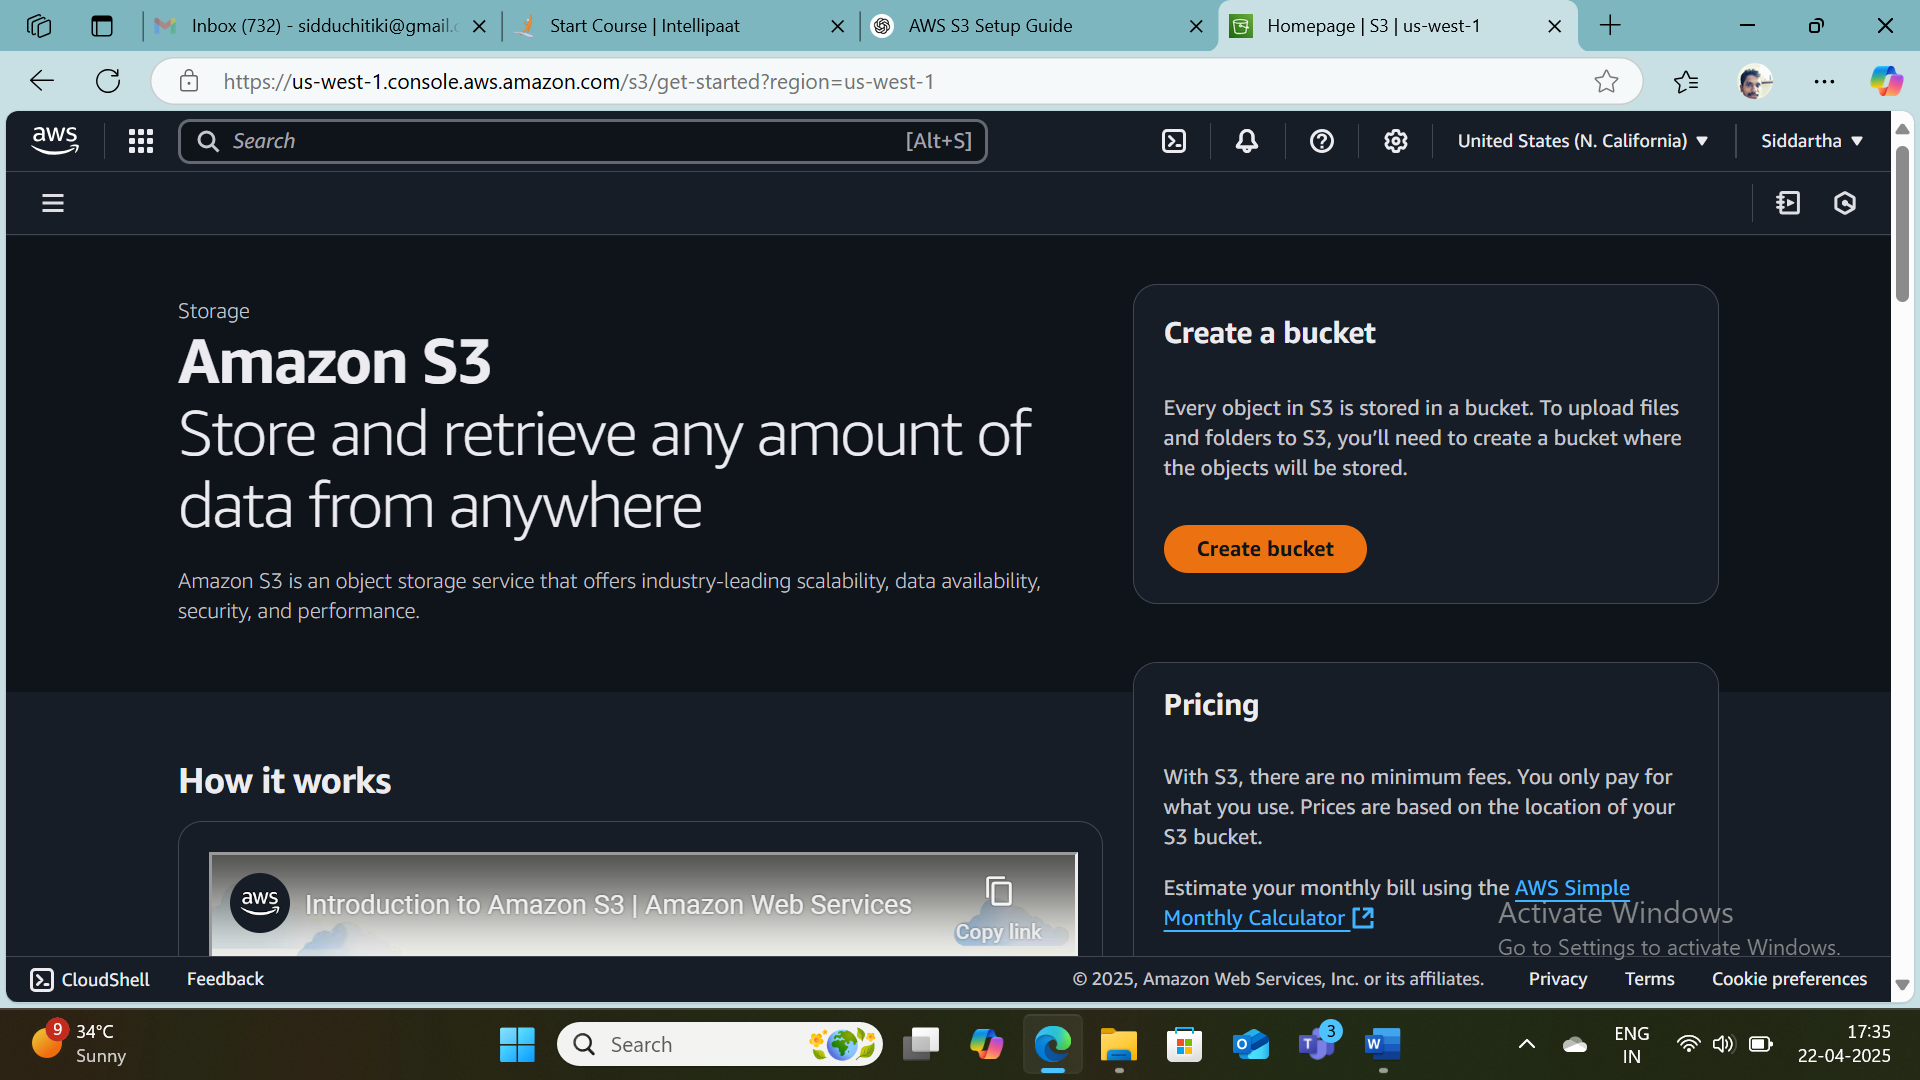 Inbox (732) - sidduchitiki@gmail.c
Start Course | Intellipaat
AWS S3 Setup Guide
Homepage | S3 | us-west-1
https://us-west-1.console.aws.amazon.com/s3/get-started?region=us-west-1
aws
Search
[Alt+S]
United States (N. California)
Siddartha
Storage
Amazon S3
Store and retrieve any amount of
data from anywhere
Amazon S3 is an object storage service that offers industry-leading scalability, data availability,
security, and performance.
Create a bucket
Every object in S3 is stored in a bucket. To upload files
and folders to S3, you'll need to create a bucket where
the objects will be stored.
Create bucket
Pricing
With S3, there are no minimum fees. You only pay for
what you use. Prices are based on the location of your
S3 bucket.
Estimate your monthly bill using the AWS Simple
Monthly Calculator
How it works
aws
Introduction to Amazon S3 | Amazon Web Services
Copy link
Activate Windows
Go to Settings to activate Windows.
CloudShell
Feedback
© 2025, Amazon Web Services, Inc. or its affiliates.
Privacy
Terms
Cookie preferences
9
34°C
Sunny
Search
3
ENG
IN
17:35
22-04-2025